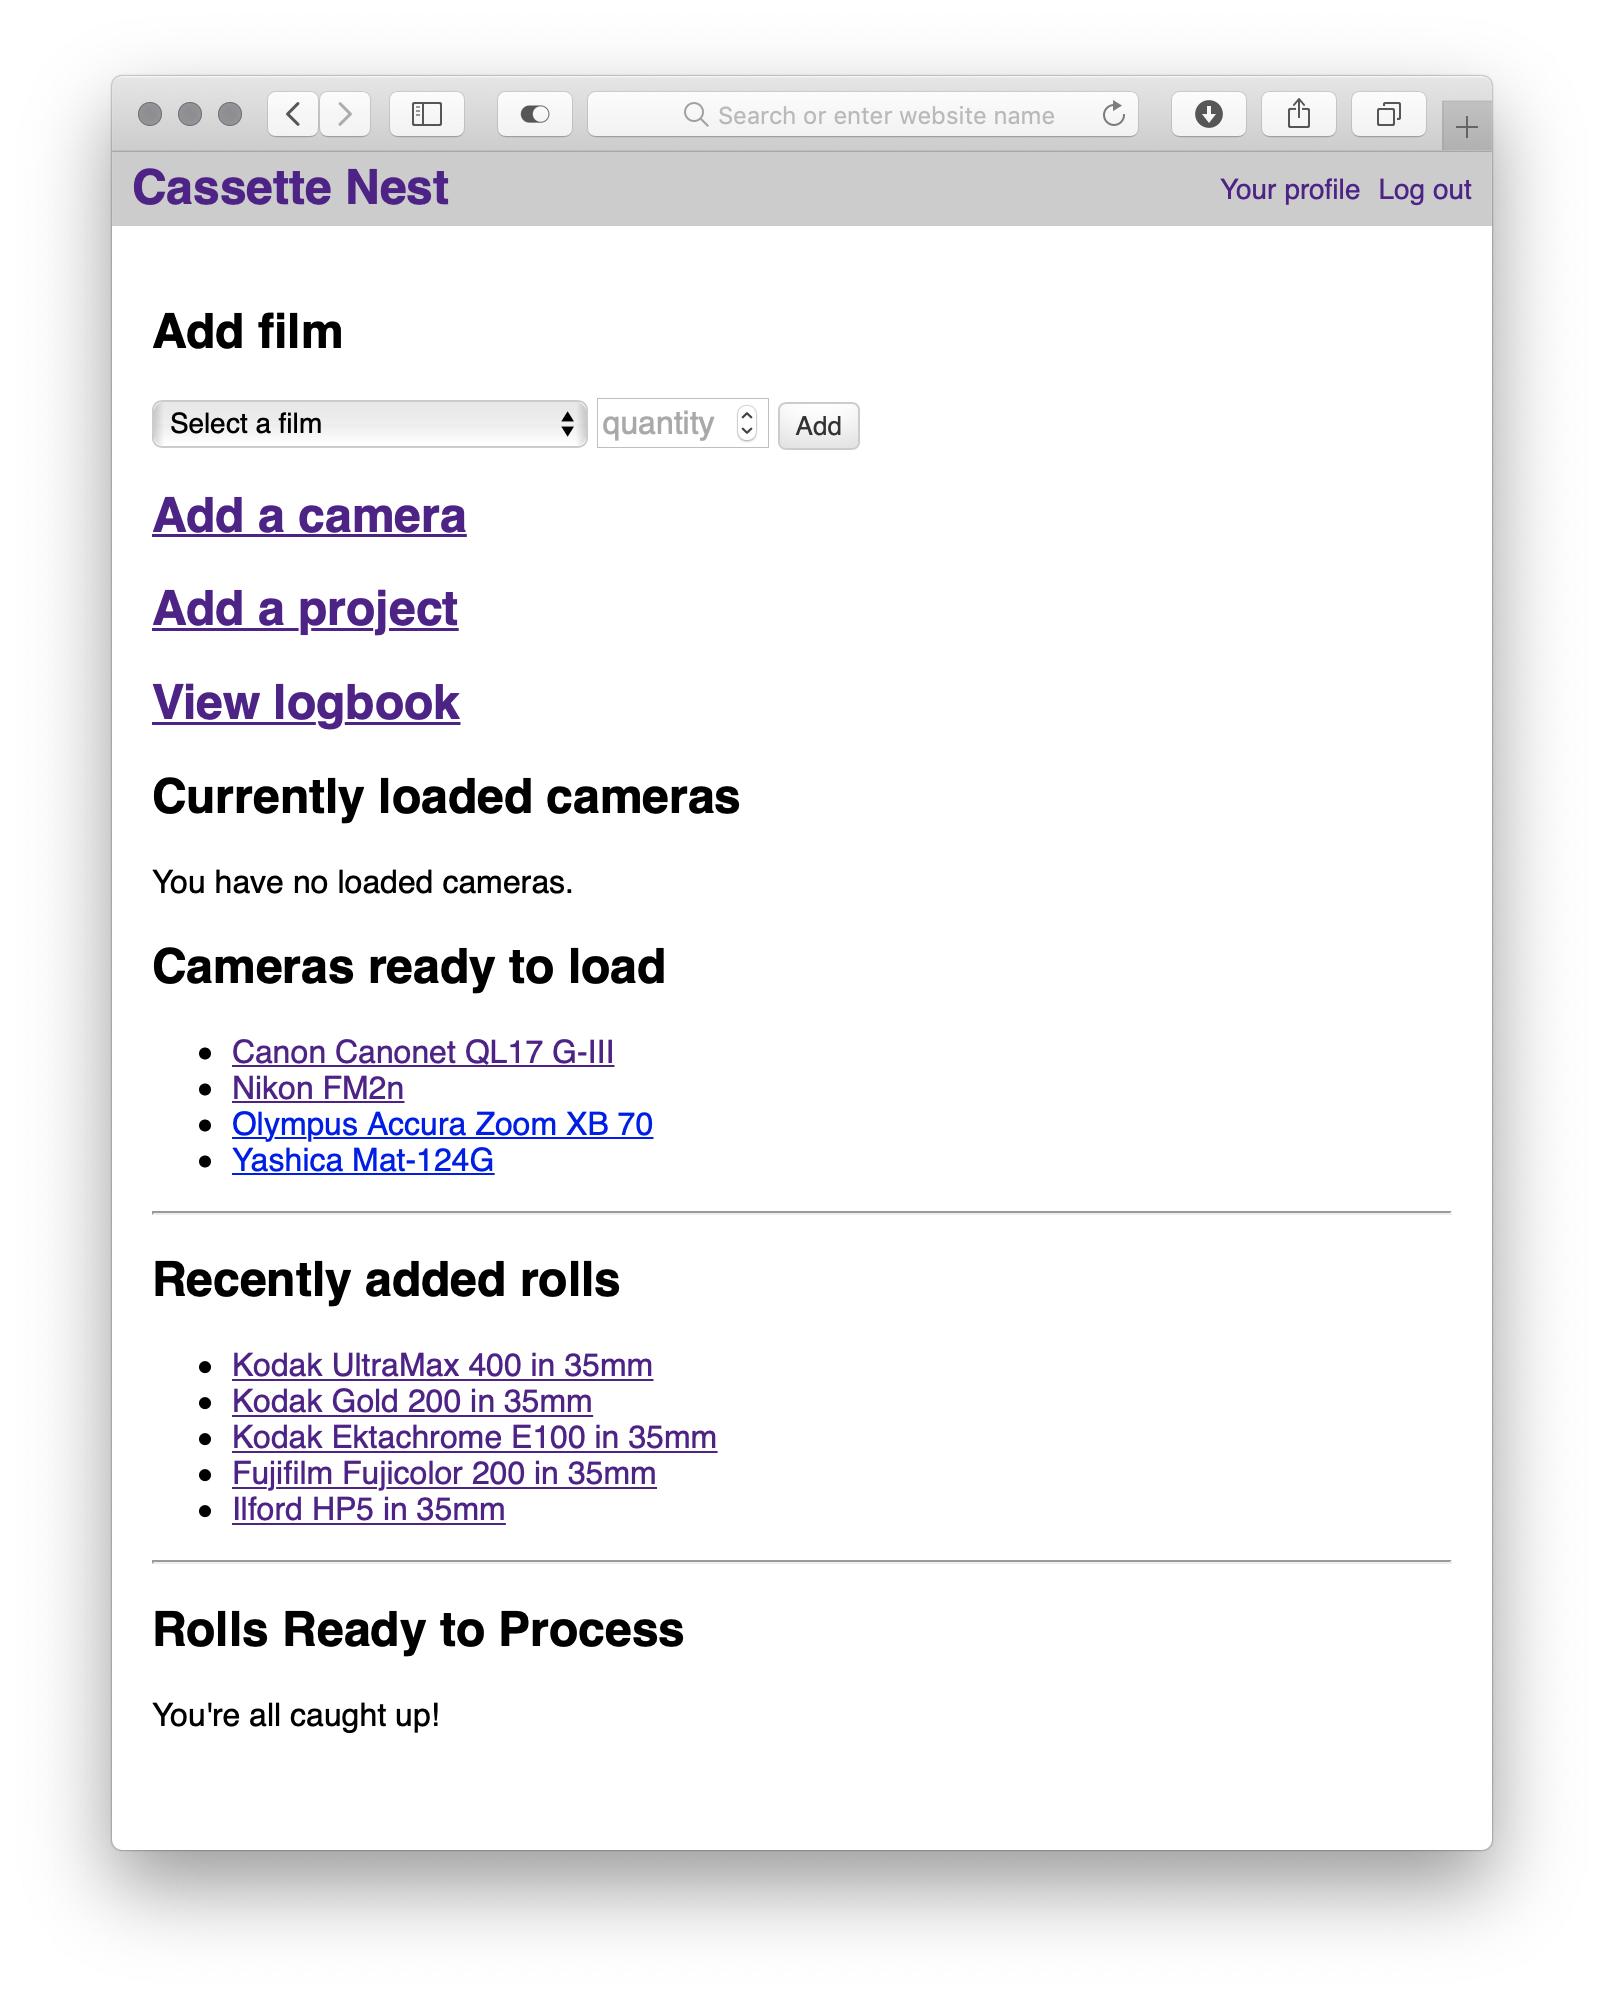 Search or enter website name
Cassette Nest
Your profile Log out
Add film
Select a film quantity Add
Add a camera
Add a project
View logbook
Currently loaded cameras
You have no loaded cameras.
Cameras ready to load
Canon Canonet QL17 G-III
Nikon FM2n
Olympus Accura Zoom XB 70
Yashica Mat-124G
Recently added rolls
Kodak UltraMax 400 in 35mm
Kodak Gold 200 in 35mm
Kodak Ektachrome E100 in 35mm
Fujifilm Fujicolor 200 in 35mm
Ilford HP5 in 35mm
Rolls Ready to Process
You're all caught up!